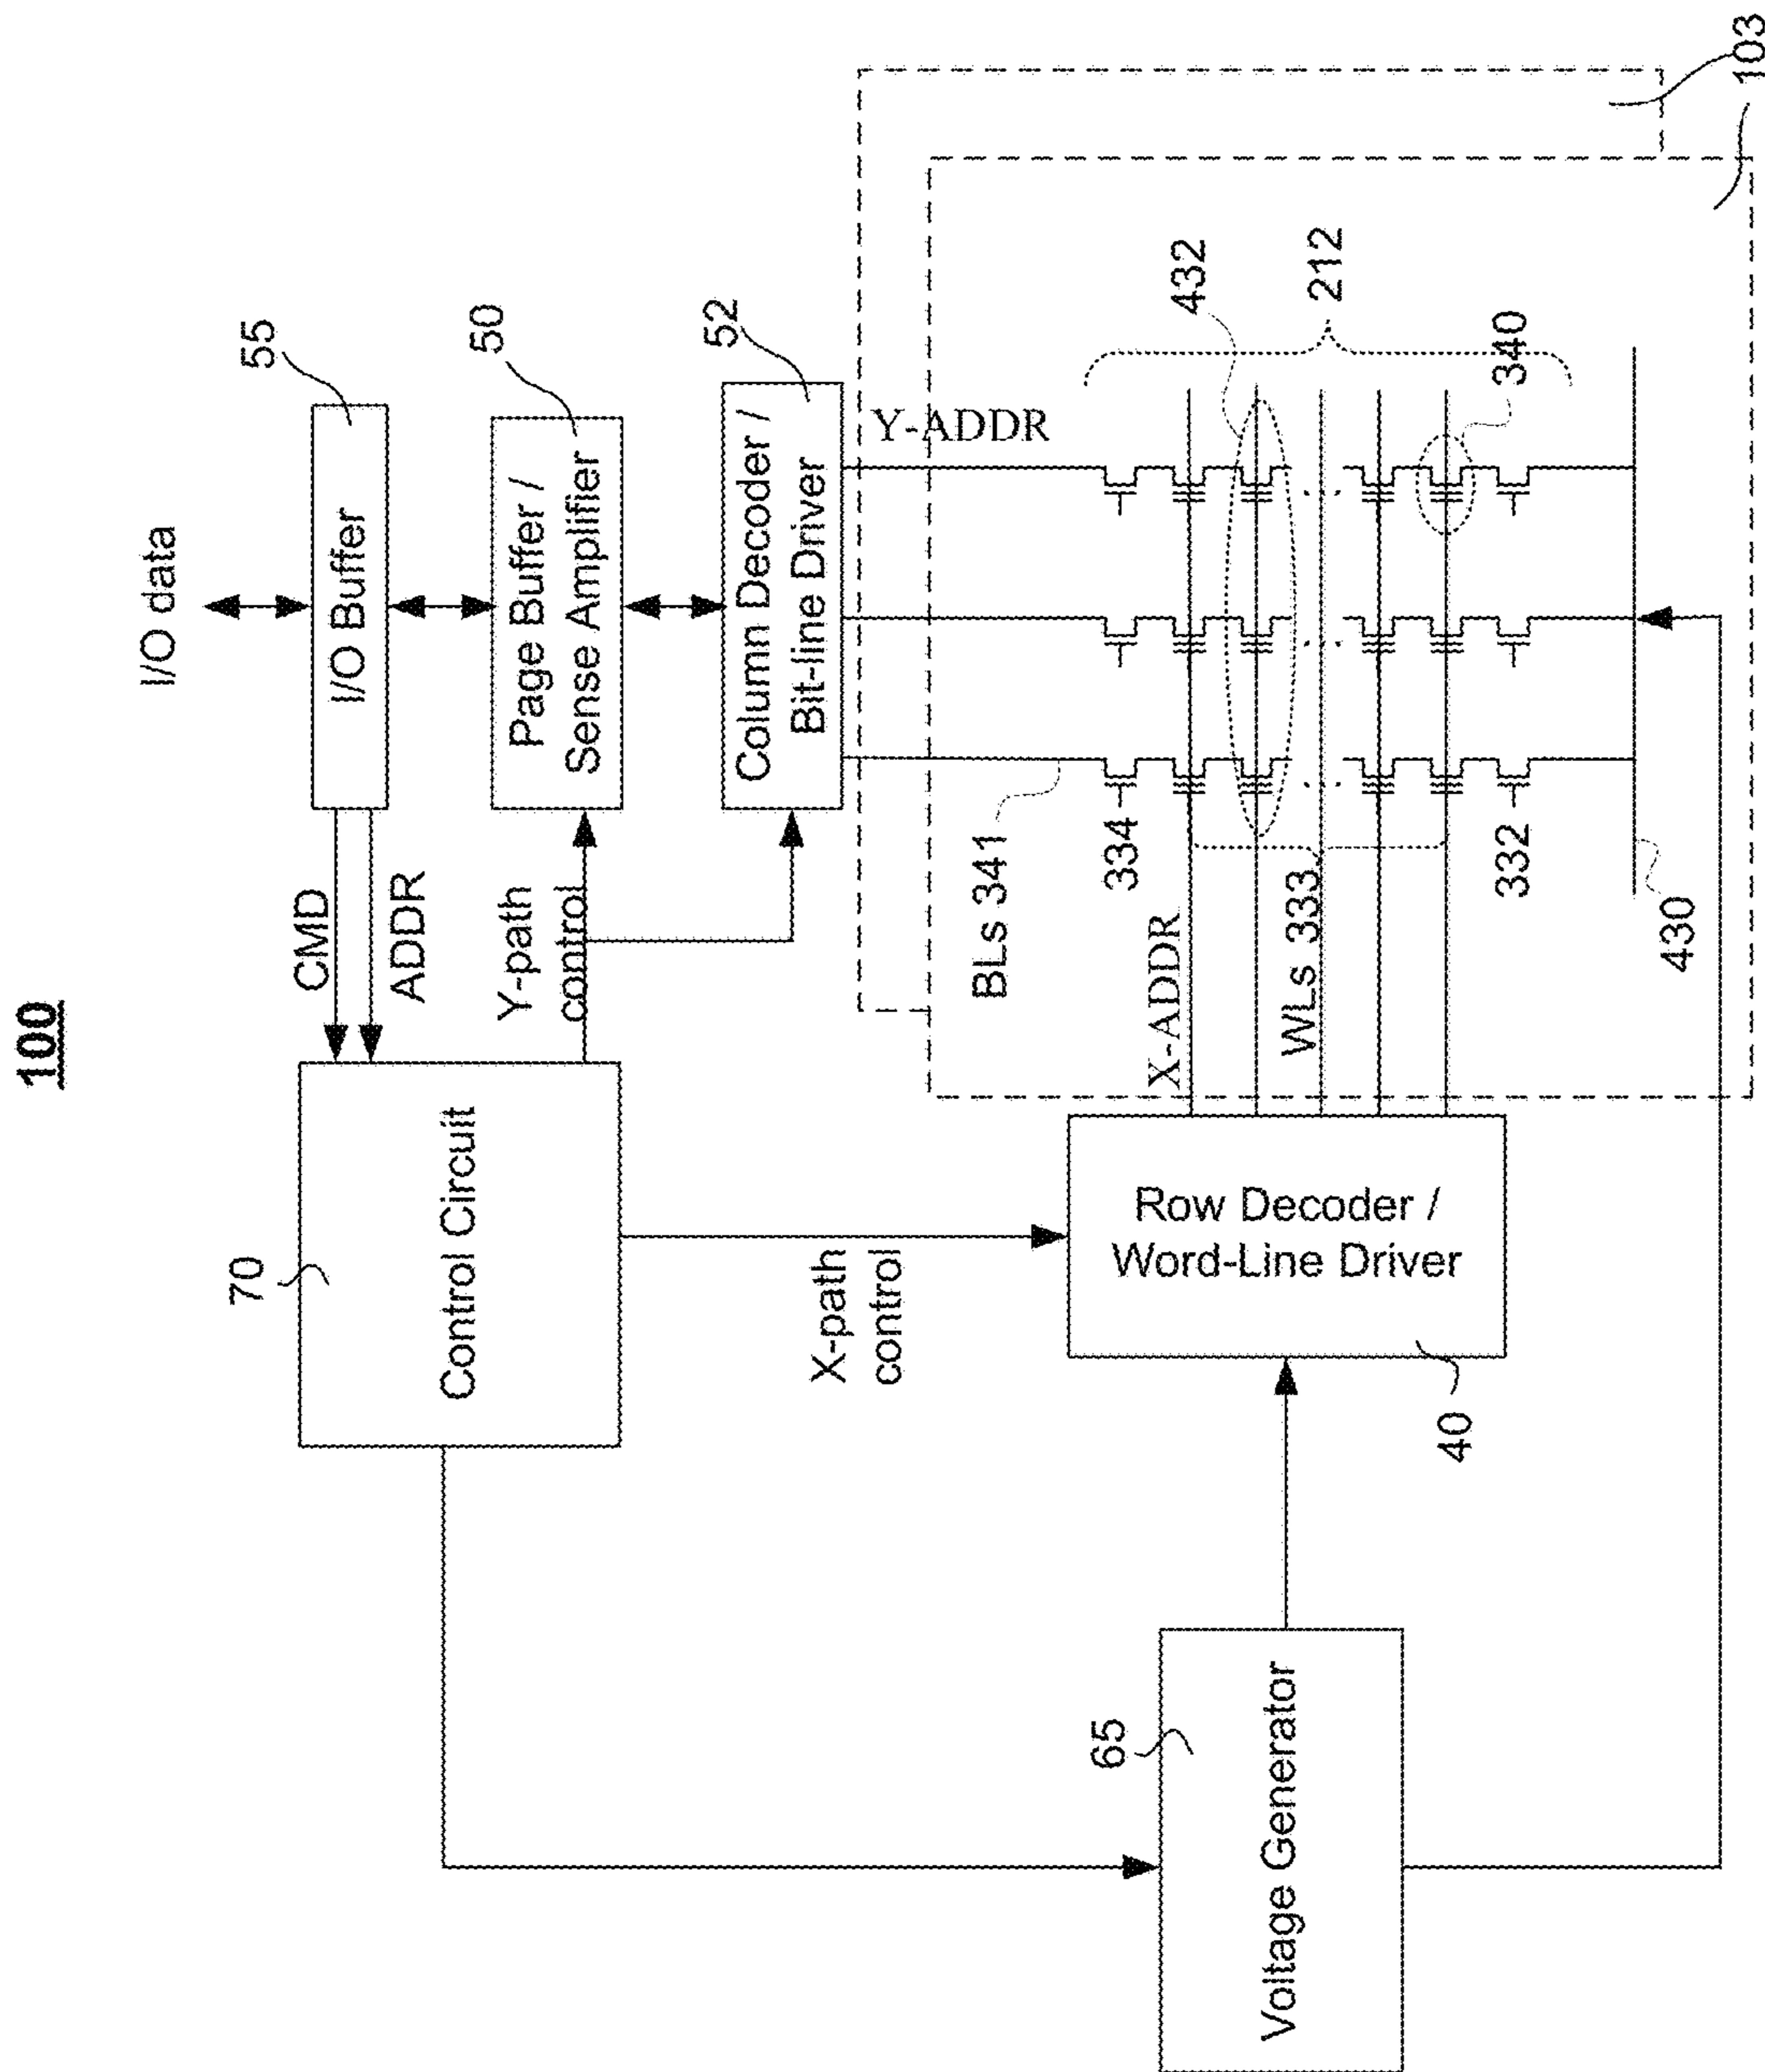 100
I/O data
55
I/O Buffer
CMD
ADDR
50
Page Buffer /
Sense Amplifier
Y-path
control
52
Column Decoder /
Bit-line Driver
70
Control Circuit
X-path
control
Y-ADDR
X-ADDR
BLs 341
334
WLs 333
332
430
432
212
340
103
Row Decoder /
Word-Line Driver
40
65
Voltage Generator